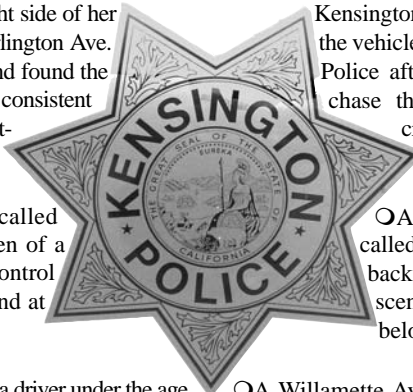 ght side of her
rlington Ave.
nd found the
consistent
t-
called
en of a
ontrol
nd at
a driver under the age
KENSINGTON
THE GREAT SEAL OF THE STATE OF CALIFORNIA
EUREKA
POLICE
Kensington
the vehicle
Police aft
chase th
c
❍A
called
back
scen
belo
❍A Willamette Av